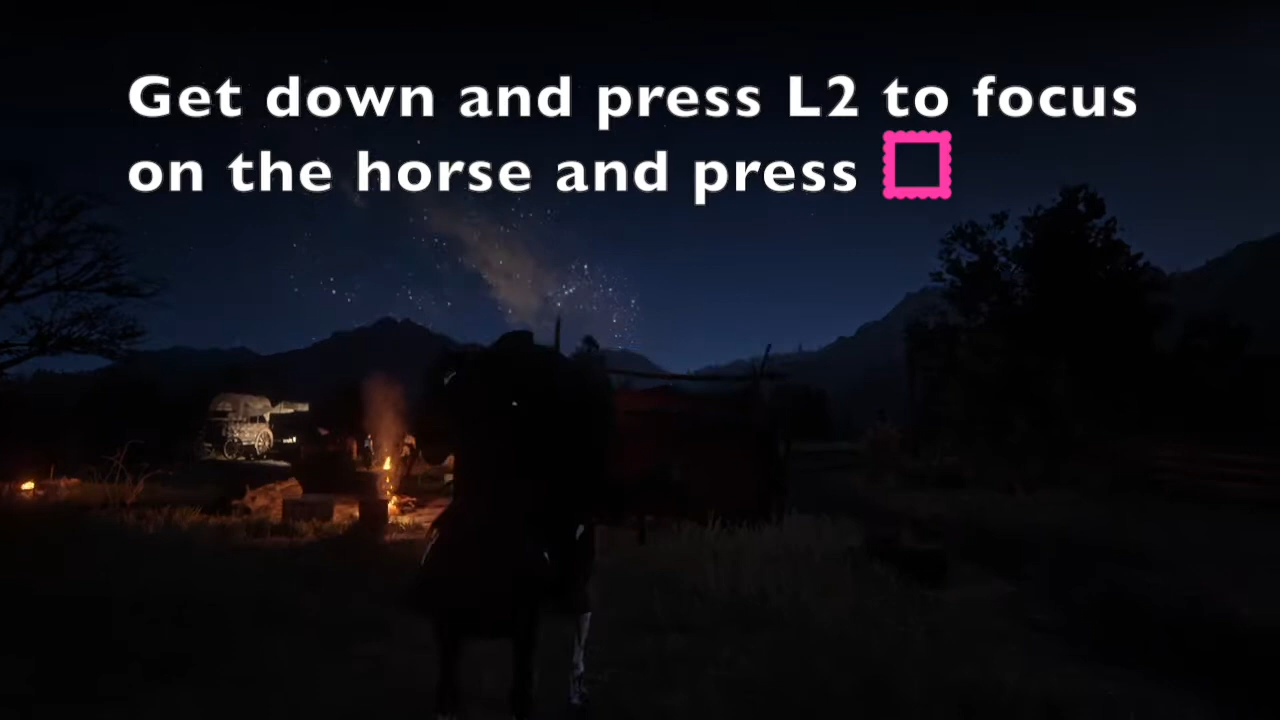 Get down and press L2 to focus
on the horse and press